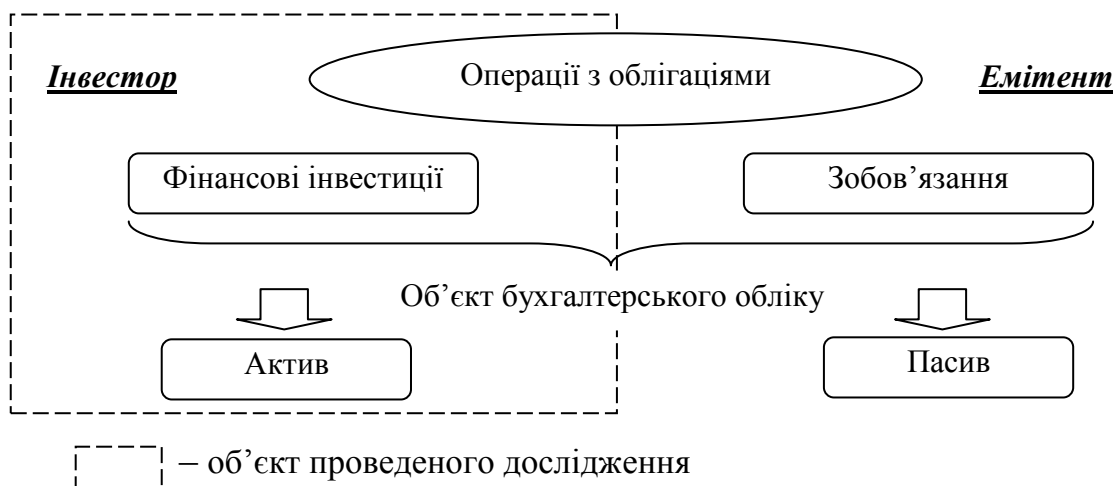 Інвестор
Операції з облігаціями
Емітент
Фінансові інвестиції
Зобов’язання
Об’єкт бухгалтерського обліку
Актив
Пасив
– об’єкт проведеного дослідження